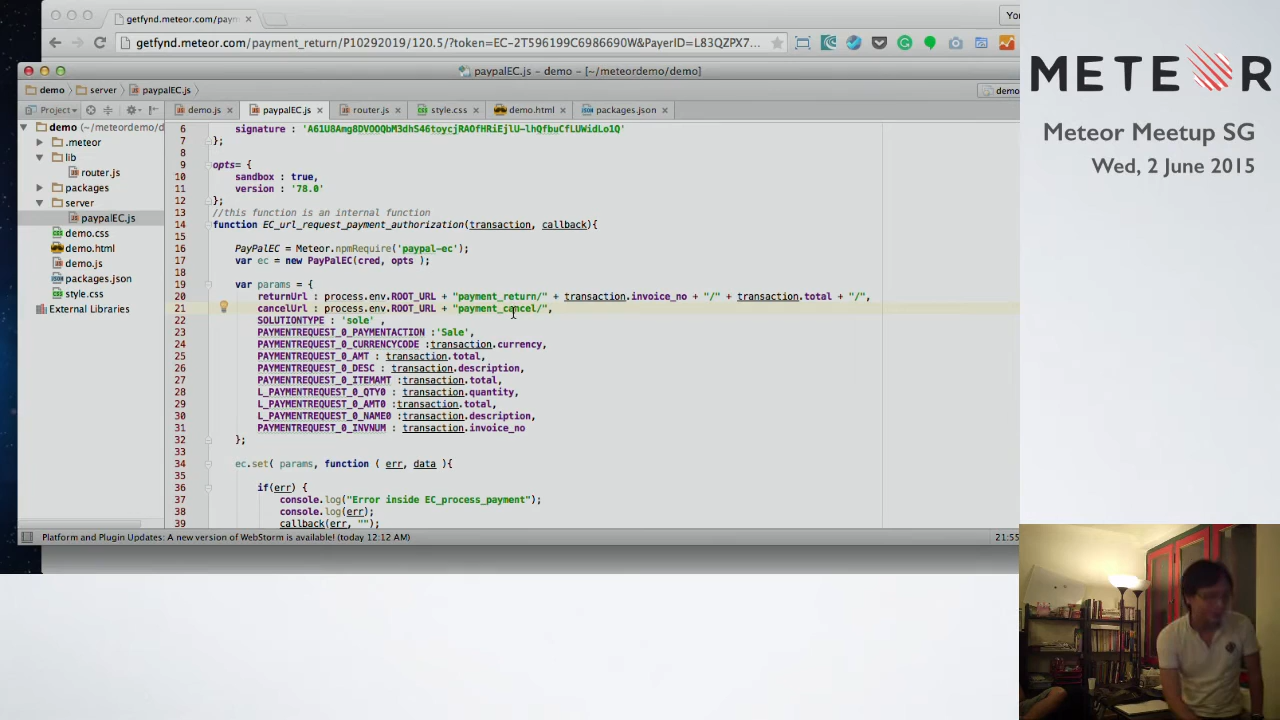 getfynd.meteor.com/paym ×
You
getfynd.meteor.com/payment_return/P10292019/120.5/?token=EC-2T596199C6986690W&PayerID=L83QZPX7...
paypalEC.js - demo - [~/meteordemo/demo]
demo server paypalEC.js
demo
Project
demo.js × paypalEC.js × router.js × style.css × demo.html × packages.json ×
demo (~/meteordemo/d
.meteor
lib
router.js
packages
server
paypalEC.js
demo.css
demo.html
demo.js
packages.json
style.css
External Libraries
6 signature : 'A61U8Amg8DVOOQbM3dhS46toycjRAOfHRiEjlU-lhQfbuCfLUWidLo1Q'
7 };
8
9 opts= {
10 sandbox : true,
11 version : '78.0'
12 };
13 //this function is an internal function
14 function EC_url_request_payment_authorization(transaction, callback){
15
16 PayPalEC = Meteor.npmRequire('paypal-ec');
17 var ec = new PayPalEC(cred, opts );
18
19 var params = {
20 returnUrl : process.env.ROOT_URL + "payment_return/" + transaction.invoice_no + "/" + transaction.total + "/",
21 cancelUrl : process.env.ROOT_URL + "payment_cancel/",
22 SOLUTIONTYPE : 'sole' ,
23 PAYMENTREQUEST_0_PAYMENTACTION :'Sale',
24 PAYMENTREQUEST_0_CURRENCYCODE :transaction.currency,
25 PAYMENTREQUEST_0_AMT : transaction.total,
26 PAYMENTREQUEST_0_DESC : transaction.description,
27 PAYMENTREQUEST_0_ITEMAMT :transaction.total,
28 L_PAYMENTREQUEST_0_QTY0 : transaction.quantity,
29 L_PAYMENTREQUEST_0_AMT0 :transaction.total,
30 L_PAYMENTREQUEST_0_NAME0 :transaction.description,
31 PAYMENTREQUEST_0_INVNUM : transaction.invoice_no
32 };
33
34 ec.set( params, function ( err, data ){
35
36 if(err) {
37 console.log("Error inside EC_process_payment");
38 console.log(err);
39 callback(err, "");
Platform and Plugin Updates: A new version of WebStorm is available! (today 12:12 AM)
21:55
METEOR
Meteor Meetup SG
Wed, 2 June 2015